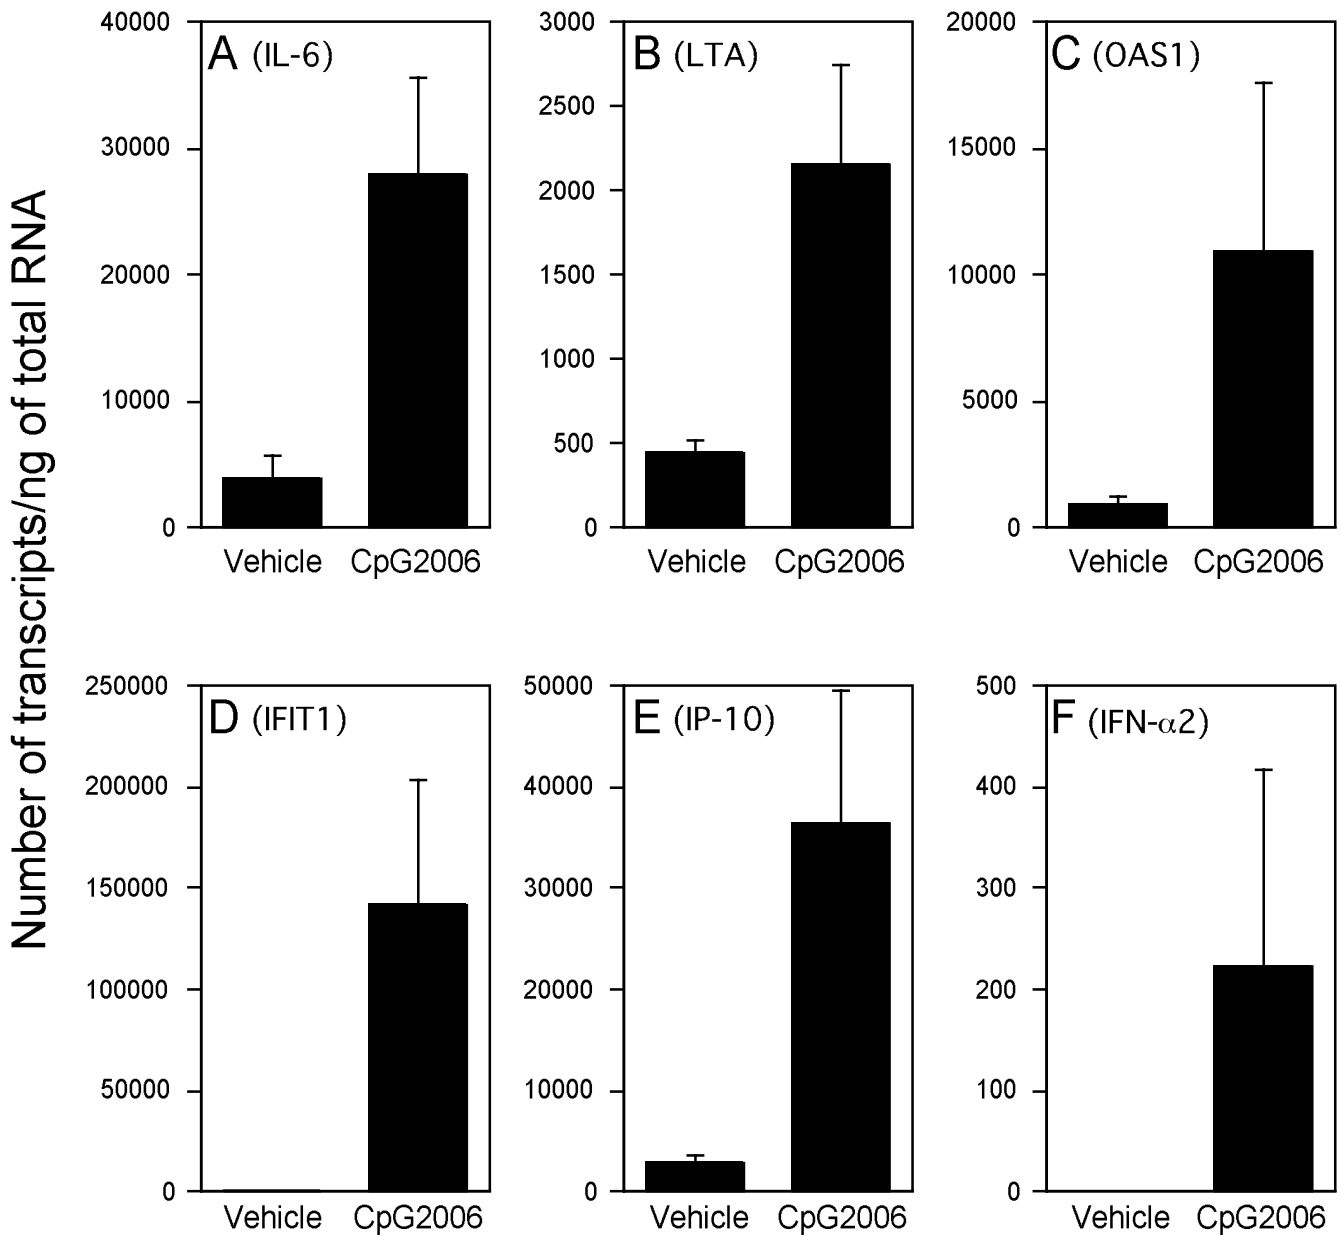 Number of transcripts/ng of total RNA
A (IL-6)
40000
30000
20000
10000
0
Vehicle CpG2006
B (LTA)
3000
2500
2000
1500
1000
500
0
Vehicle CpG2006
C (OAS1)
20000
15000
10000
5000
0
Vehicle CpG2006
D (IFIT1)
250000
200000
150000
100000
50000
0
Vehicle CpG2006
E (IP-10)
50000
40000
30000
20000
10000
0
Vehicle CpG2006
F (IFN-α2)
500
400
300
200
100
0
Vehicle CpG2006